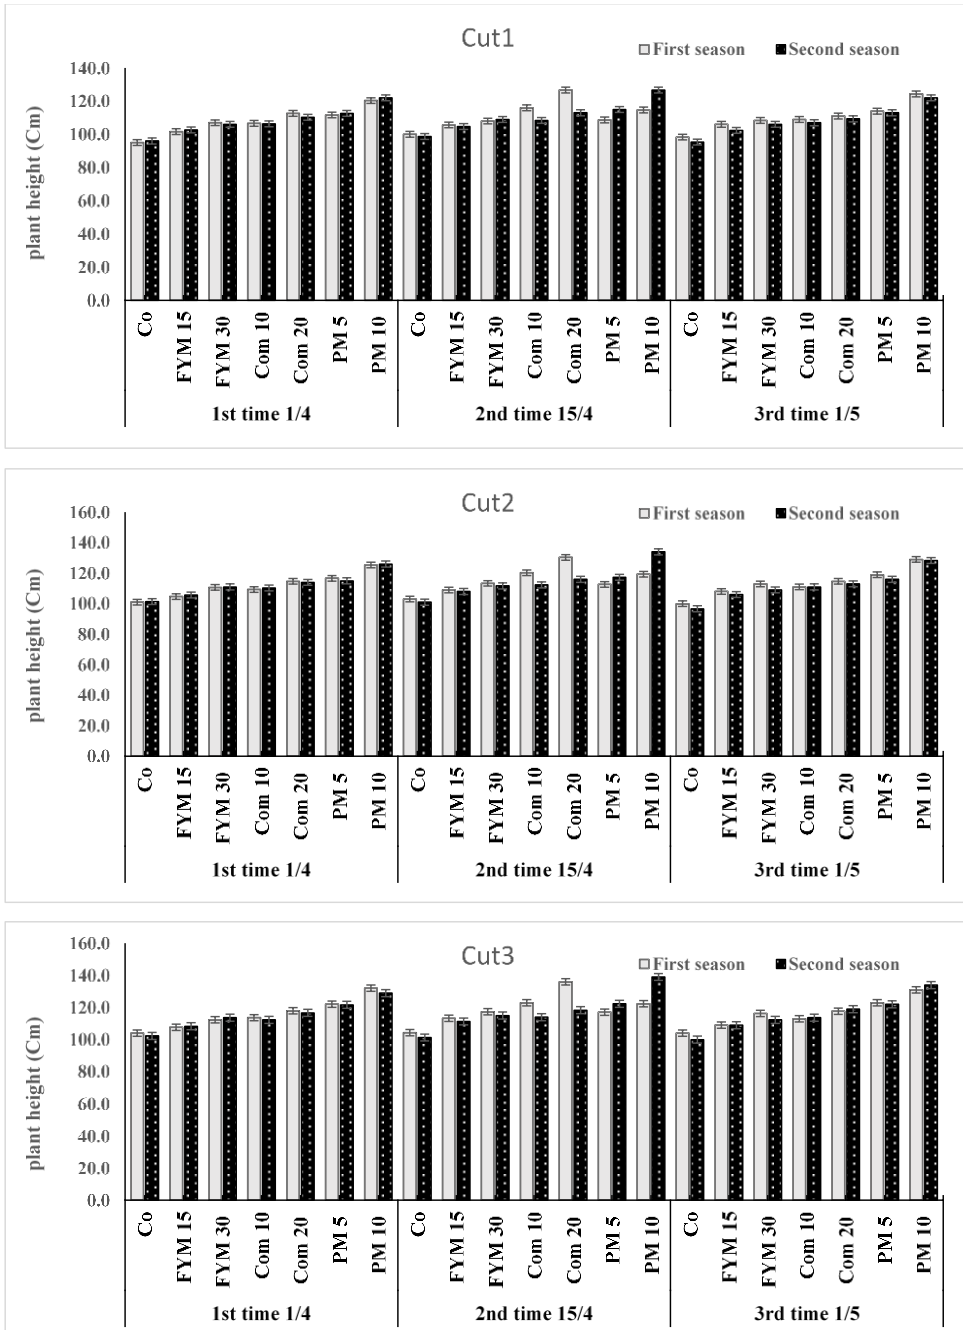 Cut1
First season Second season
plant height (Cm)
140.0
120.0
100.0
80.0
60.0
40.0
20.0
0.0
Co FYM 15 FYM 30 Com 10 Com 20 PM 5 PM 10 Co FYM 15 FYM 30 Com 10 Com 20 PM 5 PM 10 Co FYM 15 FYM 30 Com 10 Com 20 PM 5 PM 10
1st time 1/4 2nd time 15/4 3rd time 1/5
Cut2
First season Second season
plant height (Cm)
160.0
140.0
120.0
100.0
80.0
60.0
40.0
20.0
0.0
Co FYM 15 FYM 30 Com 10 Com 20 PM 5 PM 10 Co FYM 15 FYM 30 Com 10 Com 20 PM 5 PM 10 Co FYM 15 FYM 30 Com 10 Com 20 PM 5 PM 10
1st time 1/4 2nd time 15/4 3rd time 1/5
Cut3
First season Second season
plant height (Cm)
160.0
140.0
120.0
100.0
80.0
60.0
40.0
20.0
0.0
Co FYM 15 FYM 30 Com 10 Com 20 PM 5 PM 10 Co FYM 15 FYM 30 Com 10 Com 20 PM 5 PM 10 Co FYM 15 FYM 30 Com 10 Com 20 PM 5 PM 10
1st time 1/4 2nd time 15/4 3rd time 1/5